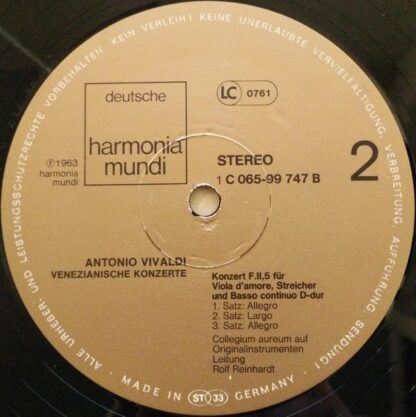 ALLE URHEBER- UND LEISTUNGSSCHUTZRECHTE VORBEHALTEN · KEIN VERLEIH! KEINE UNERLAUBTE VERVIELFÄLTIGUNG, VERBREITUNG, AUFFÜHRUNG, SENDUNG!
deutsche
harmonia
mundi
LC 0761
℗ 1963
harmonia
mundi
STEREO
1 C 065-99 747 B
2
ANTONIO VIVALDI
VENEZIANISCHE KONZERTE
Konzert F.II,5 für
Viola d'amore, Streicher
und Basso continuo D-dur
1. Satz: Allegro
2. Satz: Largo
3. Satz: Allegro
Collegium aureum auf
Originalinstrumenten
Leitung
Rolf Reinhardt
· MADE IN ST 33 GERMANY ·